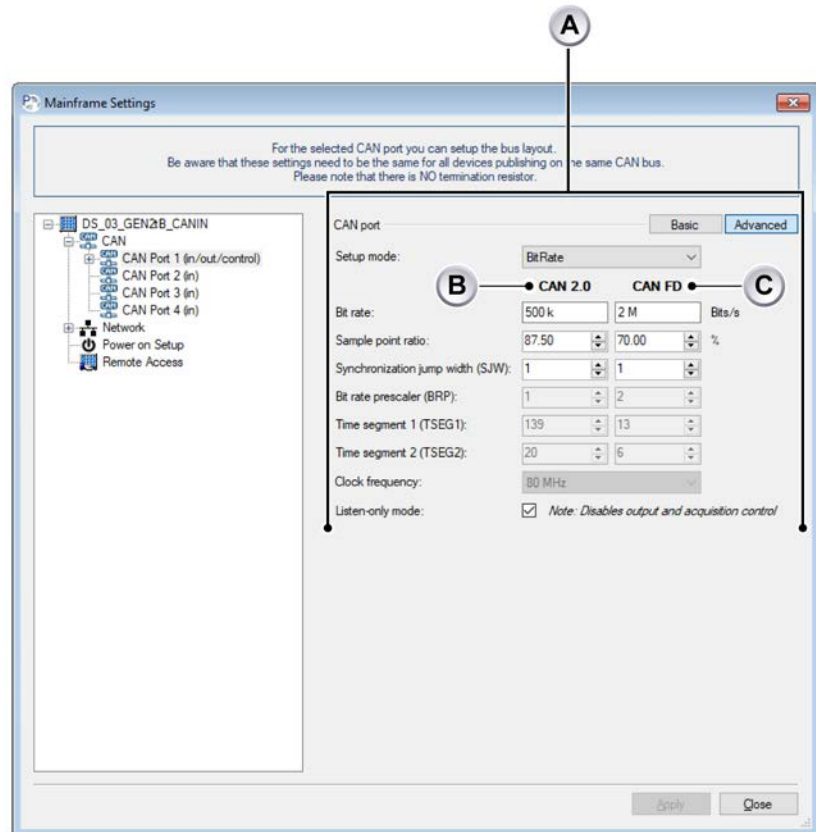 A
Mainframe Settings
For the selected CAN port you can setup the bus layout.
Be aware that these settings need to be the same for all devices publishing on the same CAN bus.
Please note that there is NO termination resistor.
DS_03_GEN2tB_CANIN
CAN
CAN Port 1 (in/out/control)
CAN Port 2 (in)
CAN Port 3 (in)
CAN Port 4 (in)
Network
Power on Setup
Remote Access
CAN port Basic Advanced
Setup mode: BitRate
B CAN 2.0 CAN FD C
Bit rate: 500 k 2 M Bits/s
Sample point ratio: 87.50 70.00 %
Synchronization jump width (SJW): 1 1
Bit rate prescaler (BRP): 1 2
Time segment 1 (TSEG1): 139 13
Time segment 2 (TSEG2): 20 6
Clock frequency: 80 MHz
Listen-only mode: Note: Disables output and acquisition control
Apply Close